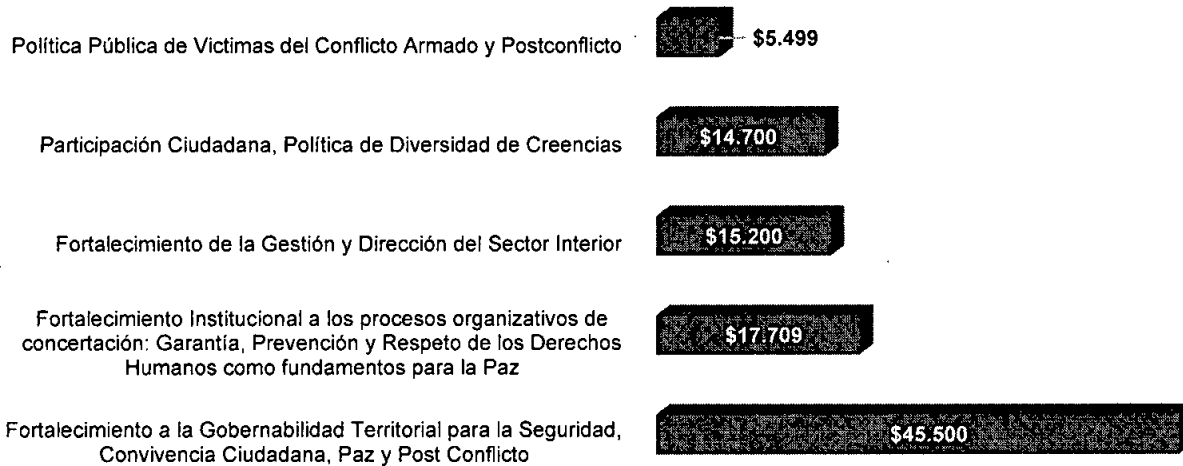 Política Pública de Victimas del Conflicto Armado y Postconflicto
$5.499
Participación Ciudadana, Política de Diversidad de Creencias
$14.700
Fortalecimiento de la Gestión y Dirección del Sector Interior
$15.200
Fortalecimiento Institucional a los procesos organizativos de
concertación: Garantía, Prevención y Respeto de los Derechos
Humanos como fundamentos para la Paz
$17.709
Fortalecimiento a la Gobernabilidad Territorial para la Seguridad,
Convivencia Ciudadana, Paz y Post Conflicto
$45.500